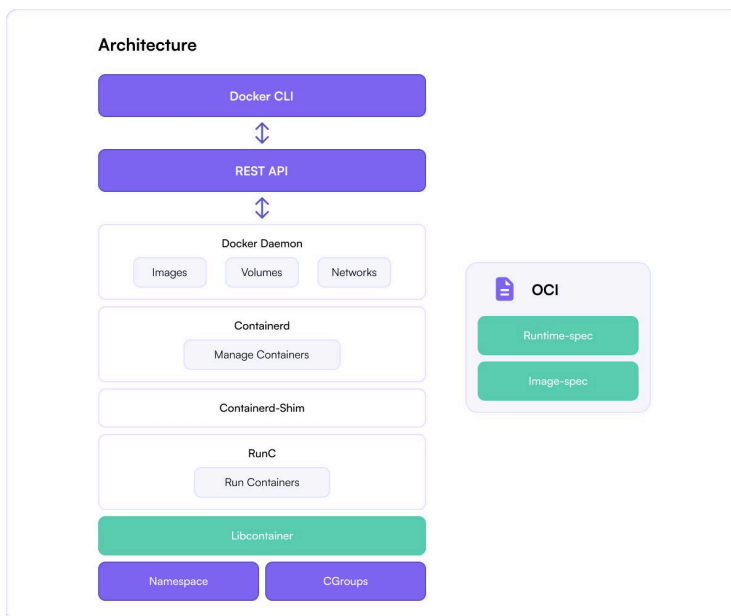 Architecture
Docker CLI
REST API
Docker Daemon
Images
Volumes
Networks
Containerd
Manage Containers
Containerd-Shim
RunC
Run Containers
Libcontainer
Namespace
CGroups
OCI
Runtime-spec
Image-spec